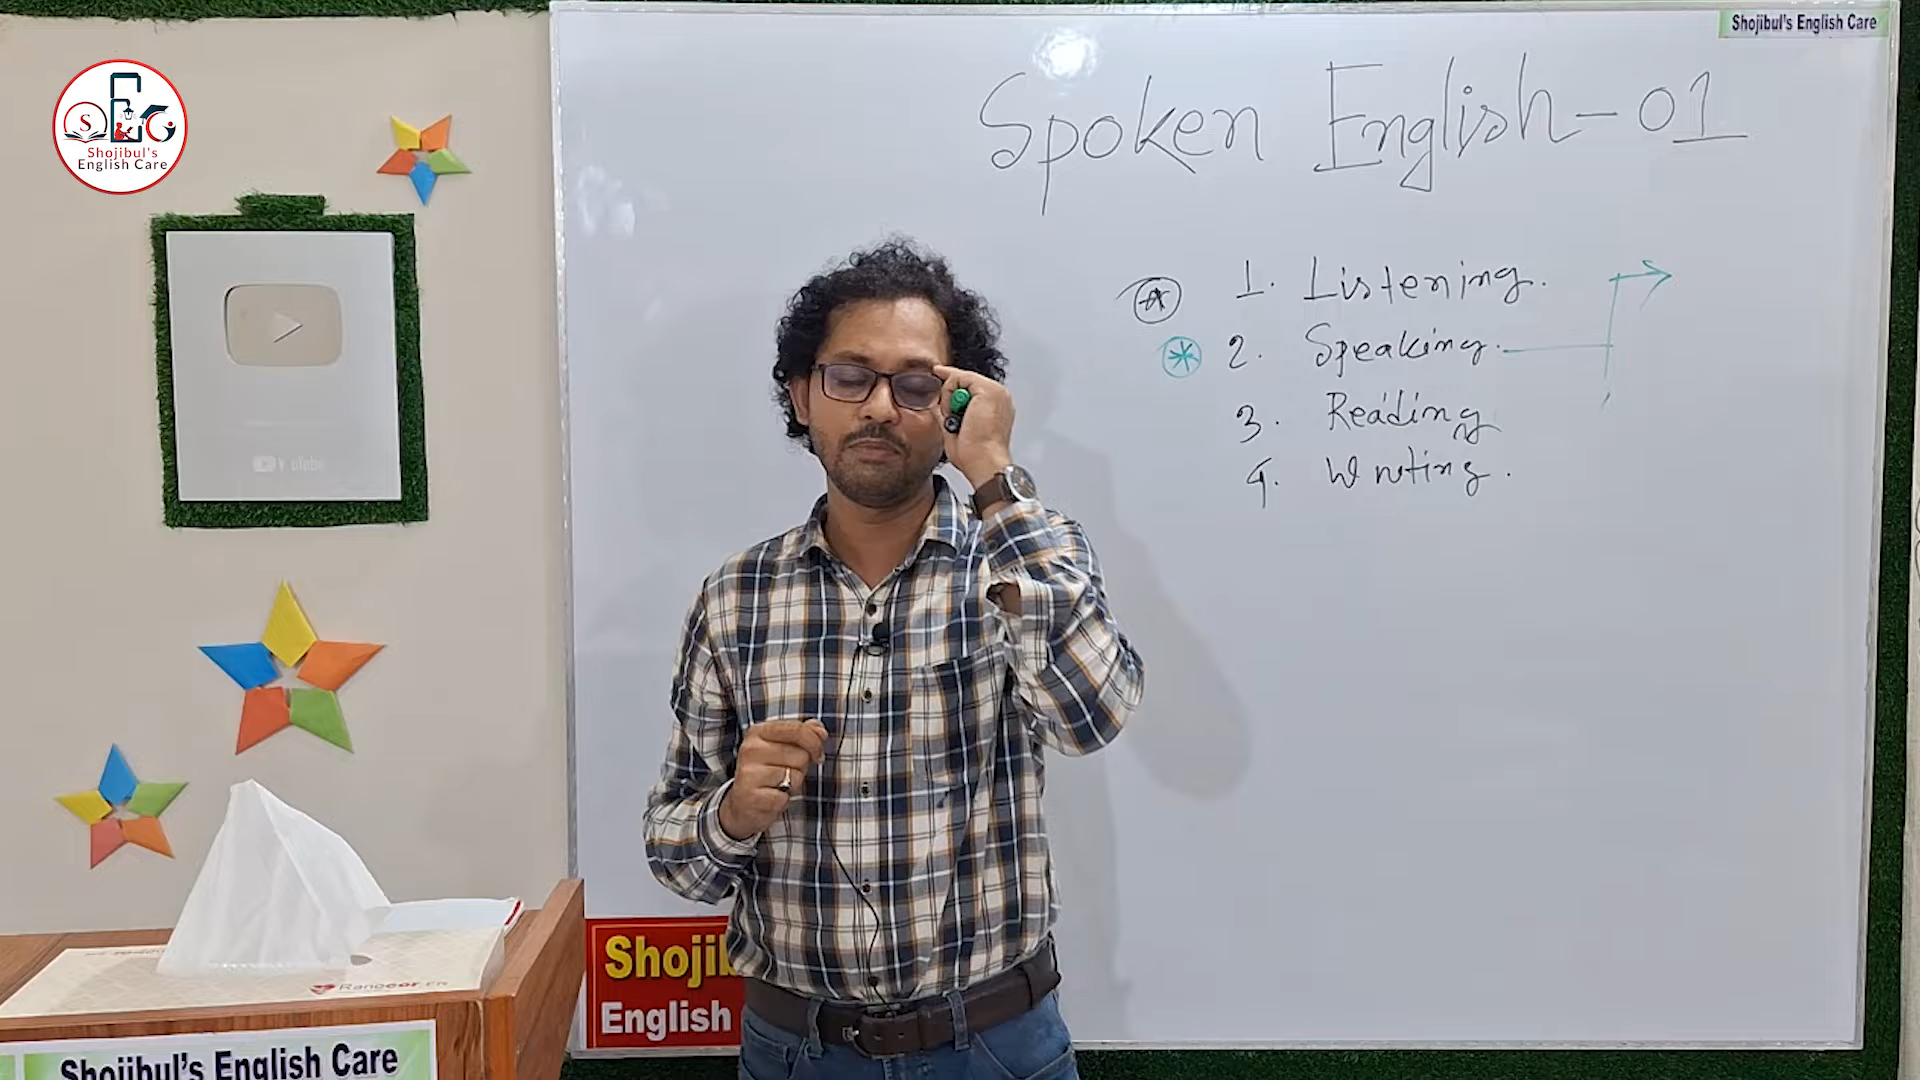 Shojibul's English Care
Spoken English-01
S
Shojibul's
English Care
1. Listening.
2. Speaking.
3. Reading
4. Writing.
Shojib
English
Shojibul's English Care